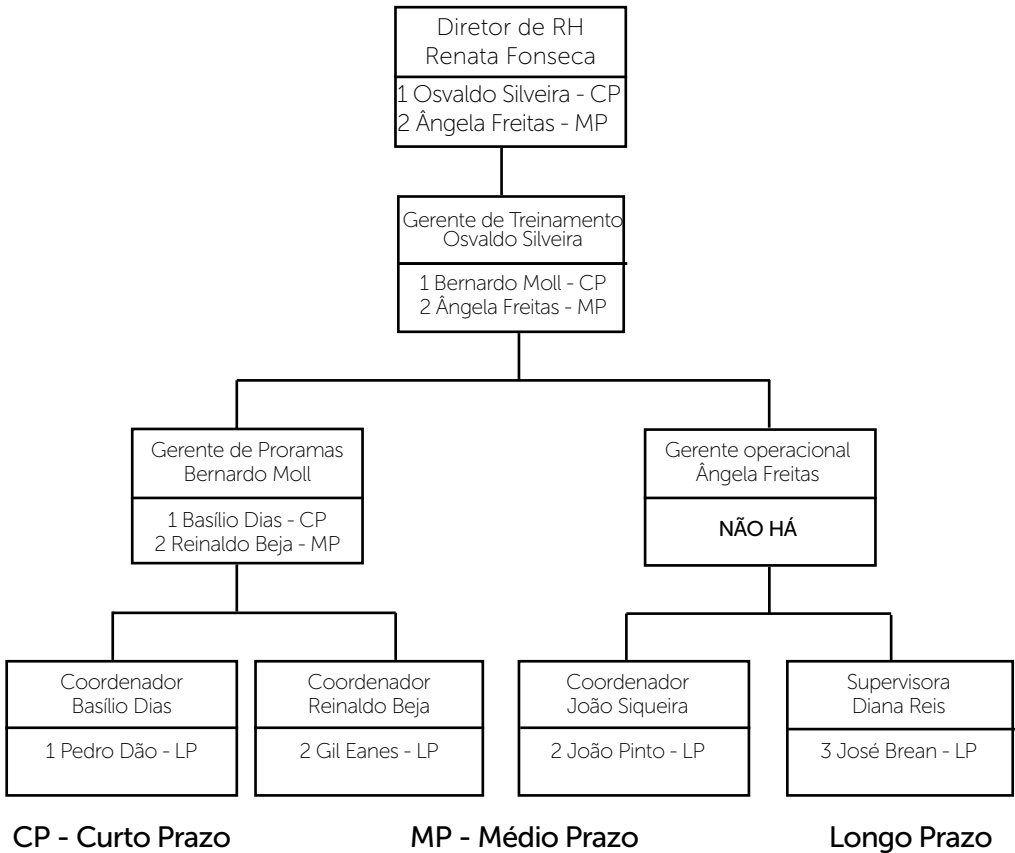 Diretor de RH
Renata Fonseca
1 Osvaldo Silveira - CP
2 Ângela Freitas - MP
Gerente de Treinamento
Osvaldo Silveira
1 Bernardo Moll - CP
2 Ângela Freitas - MP
Gerente de Proramas
Bernardo Moll
1 Basílio Dias - CP
2 Reinaldo Beja - MP
Gerente operacional
Ângela Freitas
NÃO HÁ
Coordenador
Basílio Dias
1 Pedro Dão - LP
Coordenador
Reinaldo Beja
2 Gil Eanes - LP
Coordenador
João Siqueira
2 João Pinto - LP
Supervisora
Diana Reis
3 José Brean - LP
CP - Curto Prazo
MP - Médio Prazo
Longo Prazo